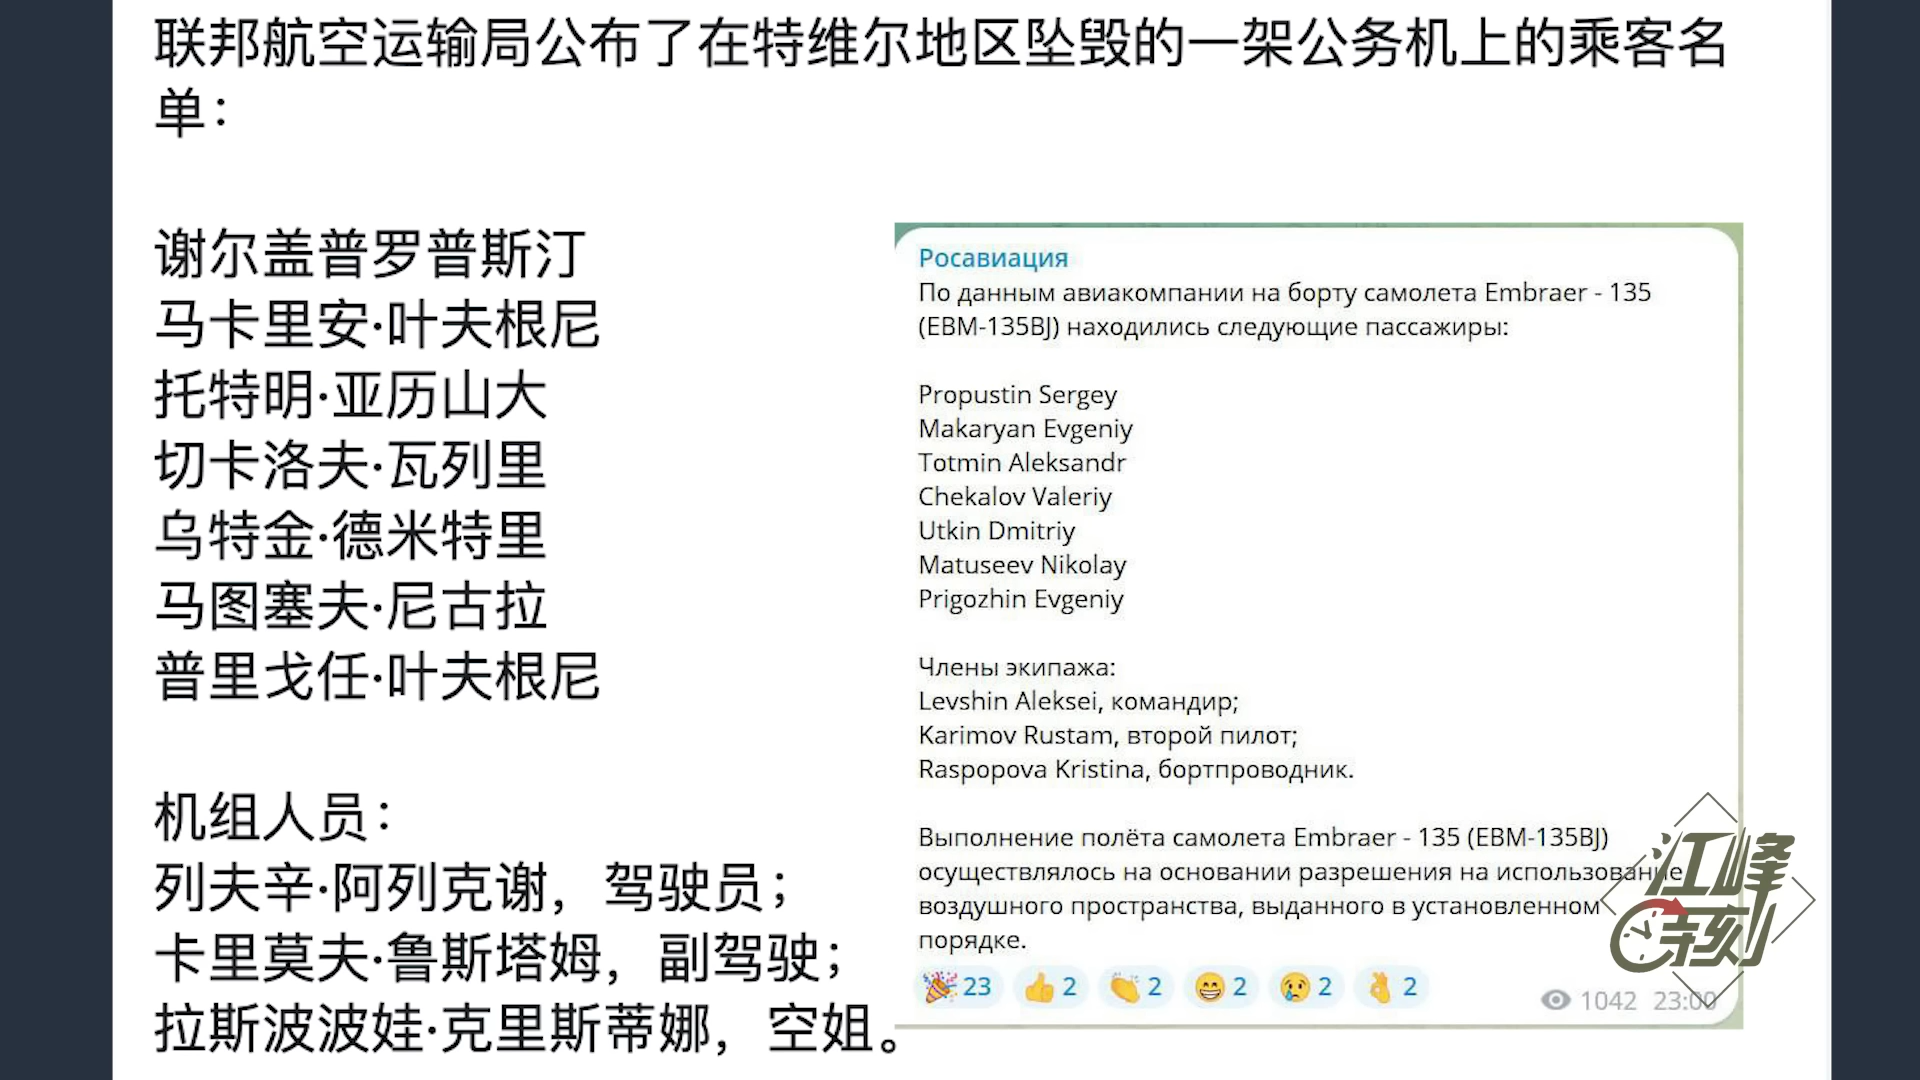 联邦航空运输局公布了在特维尔地区坠毁的一架公务机上的乘客名
单：
谢尔盖普罗普斯汀
马卡里安·叶夫根尼
托特明·亚历山大
切卡洛夫·瓦列里
乌特金·德米特里
马图塞夫·尼古拉
普里戈任·叶夫根尼
机组人员：
列夫辛·阿列克谢，驾驶员；
卡里莫夫·鲁斯塔姆，副驾驶；
拉斯波波娃·克里斯蒂娜，空姐。
Росавиация
По данным авиакомпании на борту самолета Embraer - 135
(EBM-135BJ) находились следующие пассажиры:
Propustin Sergey
Makaryan Evgeniy
Totmin Aleksandr
Chekalov Valeriy
Utkin Dmitriy
Matuseev Nikolay
Prigozhin Evgeniy
Члены экипажа:
Levshin Aleksei, командир;
Karimov Rustam, второй пилот;
Raspopova Kristina, бортпроводник.
Выполнение полёта самолета Embraer - 135 (EBM-135BJ)
осуществлялось на основании разрешения на использование
воздушного пространства, выданного в установленном
порядке.
23 2 2 2 2 2
1042 23:00
江峰
时刻